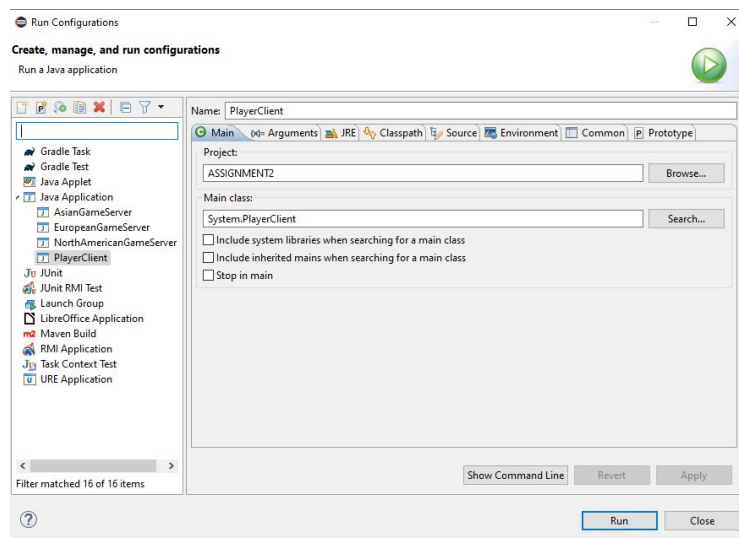 Run Configurations
Create, manage, and run configurations
Run a Java application
Name: PlayerClient
Main (x)= Arguments JRE Classpath Source Environment Common P Prototype
Gradle Task
Gradle Test
Java Applet
Java Application
AsianGameServer
EuropeanGameServer
NorthAmericanGameServer
PlayerClient
Ju JUnit
JUnit RMI Test
Launch Group
LibreOffice Application
m2 Maven Build
RMI Application
Ju Task Context Test
U URE Application
Filter matched 16 of 16 items
Project:
ASSIGNMENT2 Browse...
Main class:
System.PlayerClient Search...
Include system libraries when searching for a main class
Include inherited mains when searching for a main class
Stop in main
Show Command Line Revert Apply
? Run Close